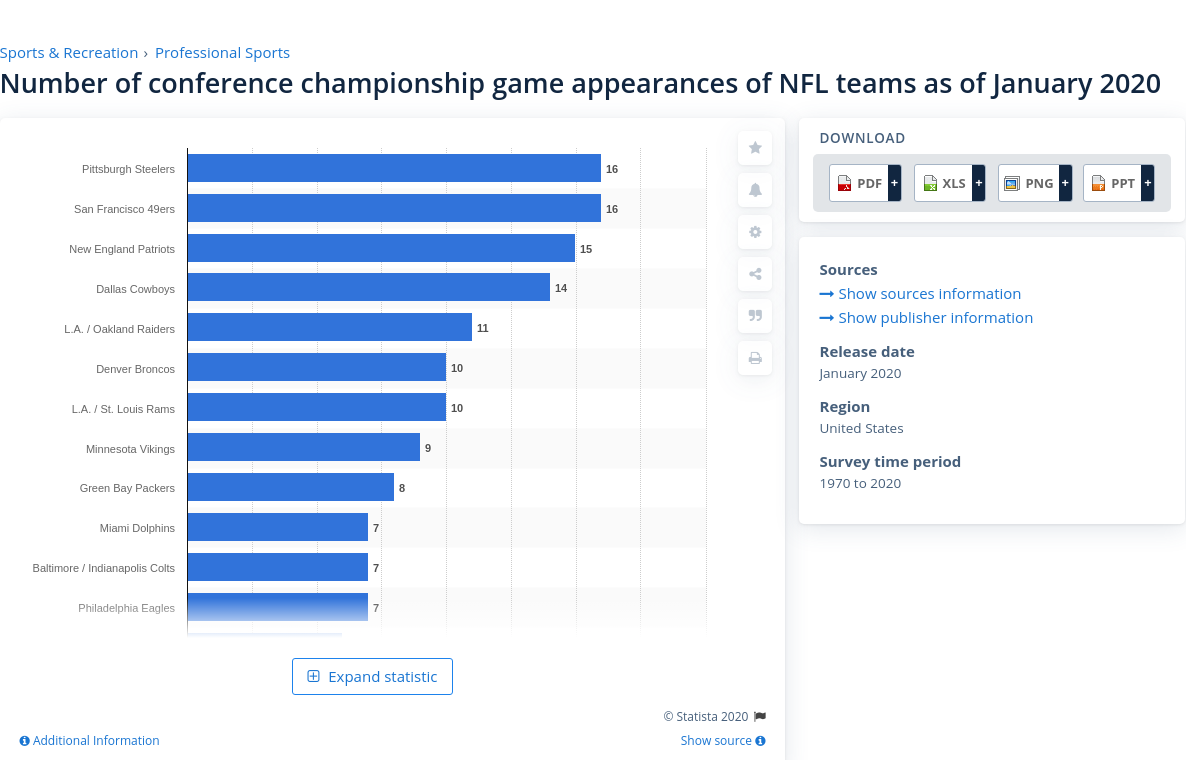 Sports & Recreation › Professional Sports
Number of conference championship game appearances of NFL teams as of January 2020
Pittsburgh Steelers 16
San Francisco 49ers 16
New England Patriots 15
Dallas Cowboys 14
L.A. / Oakland Raiders 11
Denver Broncos 10
L.A. / St. Louis Rams 10
Minnesota Vikings 9
Green Bay Packers 8
Miami Dolphins 7
Baltimore / Indianapolis Colts 7
Philadelphia Eagles 7
Expand statistic
© Statista 2020
Additional Information
Show source
DOWNLOAD
PDF + XLS + PNG + PPT +
Sources
Show sources information
Show publisher information
Release date
January 2020
Region
United States
Survey time period
1970 to 2020